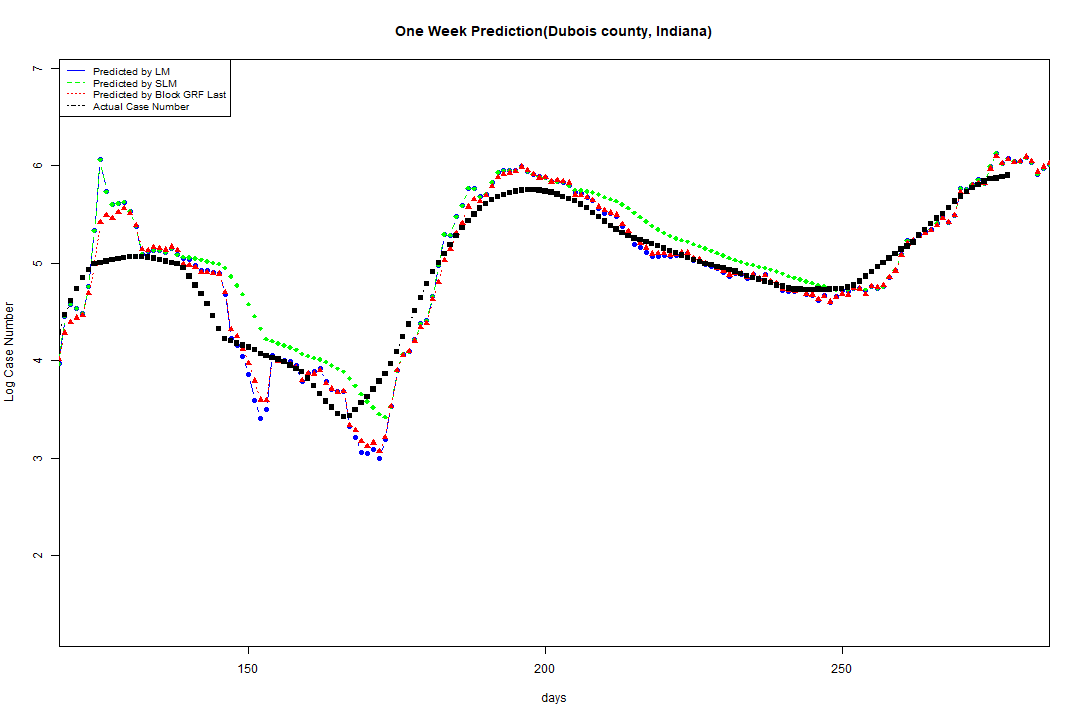 One Week Prediction(Dubois county, Indiana)
Predicted by LM
Predicted by SLM
Predicted by Block GRF Last
Actual Case Number
7
6
5
4
3
2
Log Case Number
150
200
250
days